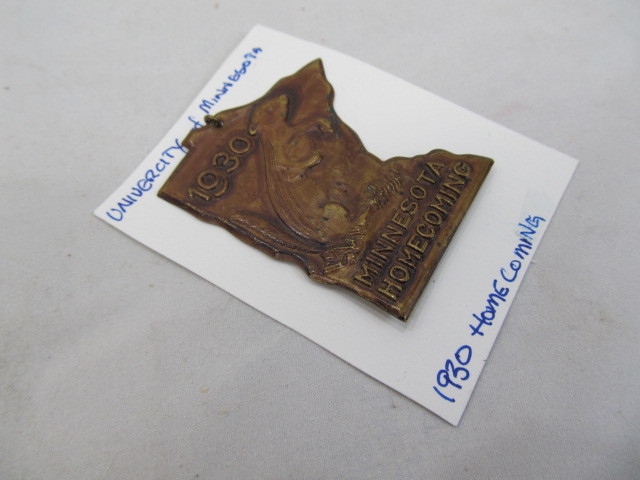 UNIVERCITY of MINNESOTA
1930
MINNESOTA
HOMECOMING
1930 HOMECOMING